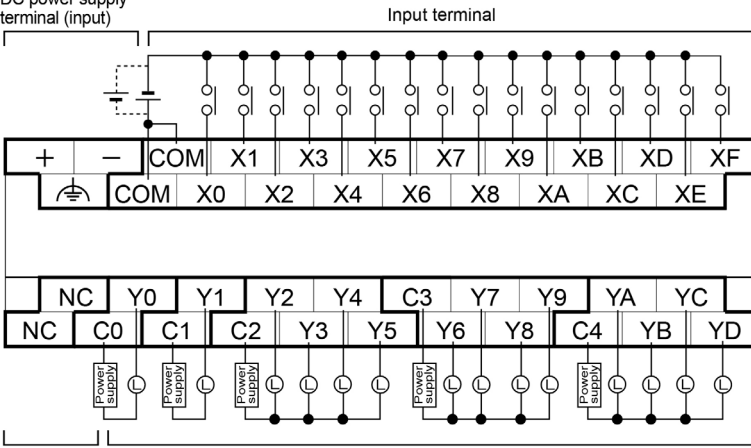 DC power supply
terminal (input)
Input terminal
+ − COM X1 X3 X5 X7 X9 XB XD XF
COM X0 X2 X4 X6 X8 XA XC XE
NC Y0 Y1 Y2 Y4 C3 Y7 Y9 YA YC
NC C0 C1 C2 Y3 Y5 Y6 Y8 C4 YB YD
Power
supply
L
Power
supply
L
Power
supply
L L L L
Power
supply
L L L L
Power
supply
L L L L